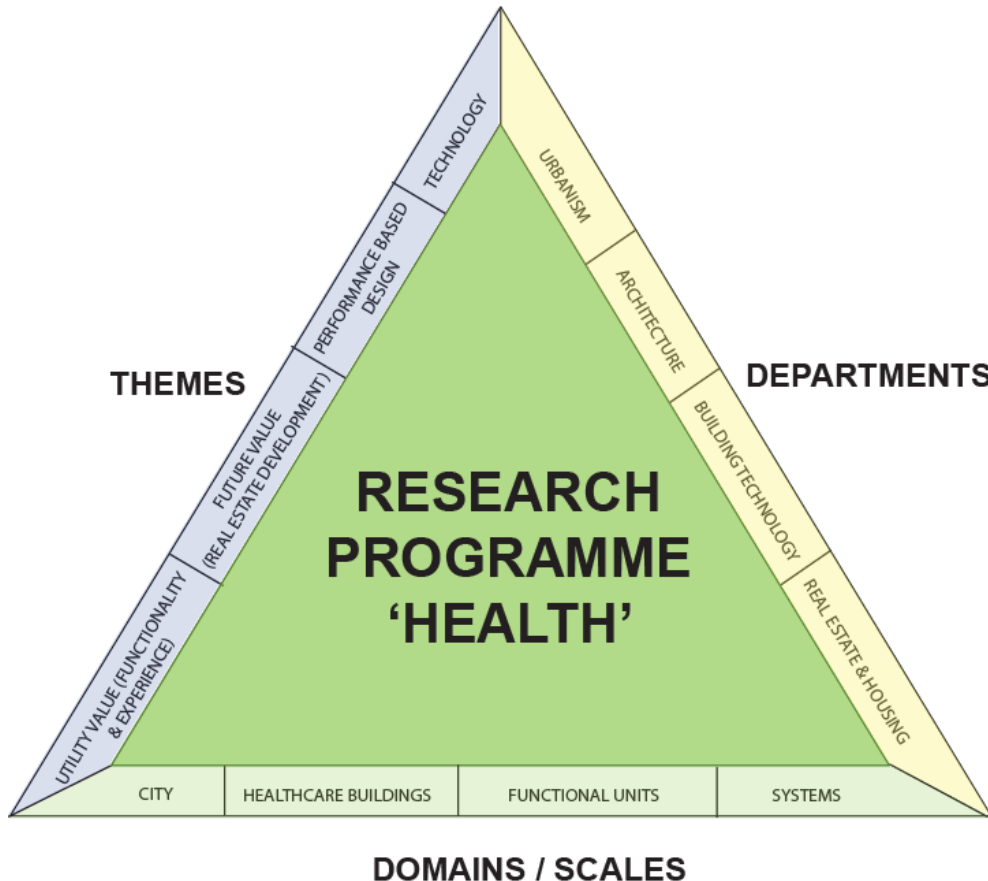 TECHNOLOGY
PERFORMANCE BASED
DESIGN
FUTURE VALUE
(REAL ESTATE DEVELOPMENT)
UTILITY VALUE (FUNCTIONALITY
& EXPERIENCE)
THEMES
URBANISM
ARCHITECTURE
BUILDING TECHNOLOGY
REAL ESTATE & HOUSING
DEPARTMENTS
RESEARCH
PROGRAMME
‘HEALTH’
CITY
HEALTHCARE BUILDINGS
FUNCTIONAL UNITS
SYSTEMS
DOMAINS / SCALES